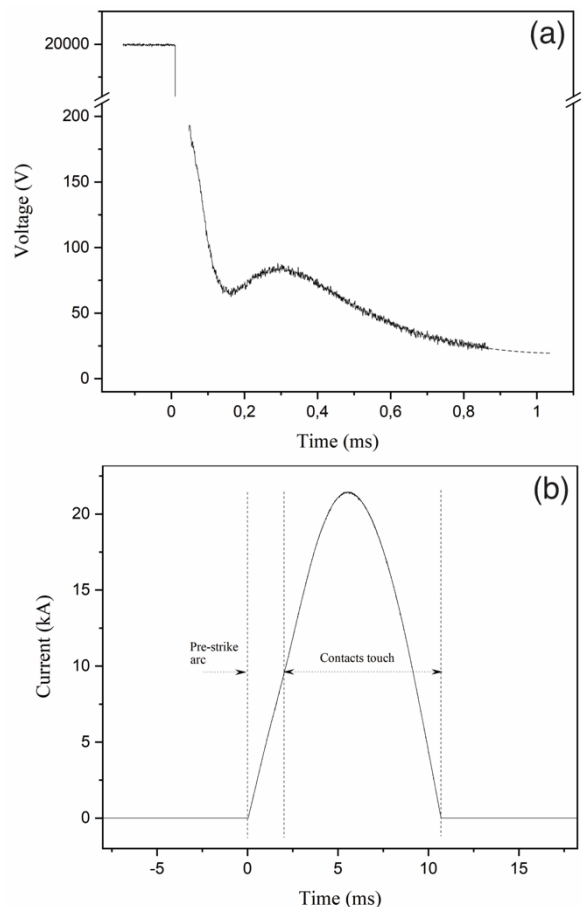 (a)
20000
200
150
100
50
0
Voltage (V)
0 0,2 0,4 0,6 0,8 1
Time (ms)
(b)
20
15
10
5
0
Current (kA)
Pre-strike
arc
Contacts touch
-5 0 5 10 15
Time (ms)